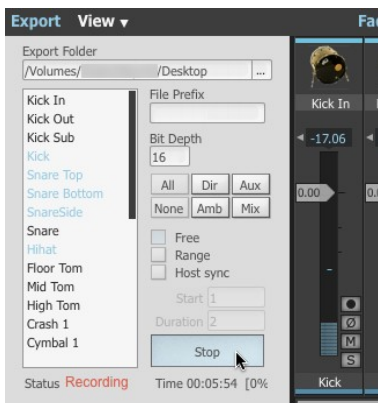 Export View ▾ Fac
Export Folder
/Volumes/ /Desktop ...
File Prefix
Kick In
Kick Out
Kick Sub
Kick
Snare Top
Snare Bottom
SnareSide
Snare
Hihat
Floor Tom
Mid Tom
High Tom
Crash 1
Cymbal 1
Bit Depth
16
All Dir Aux
None Amb Mix
Free
Range
Host sync
Start 1
Duration 2
Stop
Status Recording Time 00:05:54 [0%
Kick In
-17.06
0.00 0.0
Ø
M
S
Kick